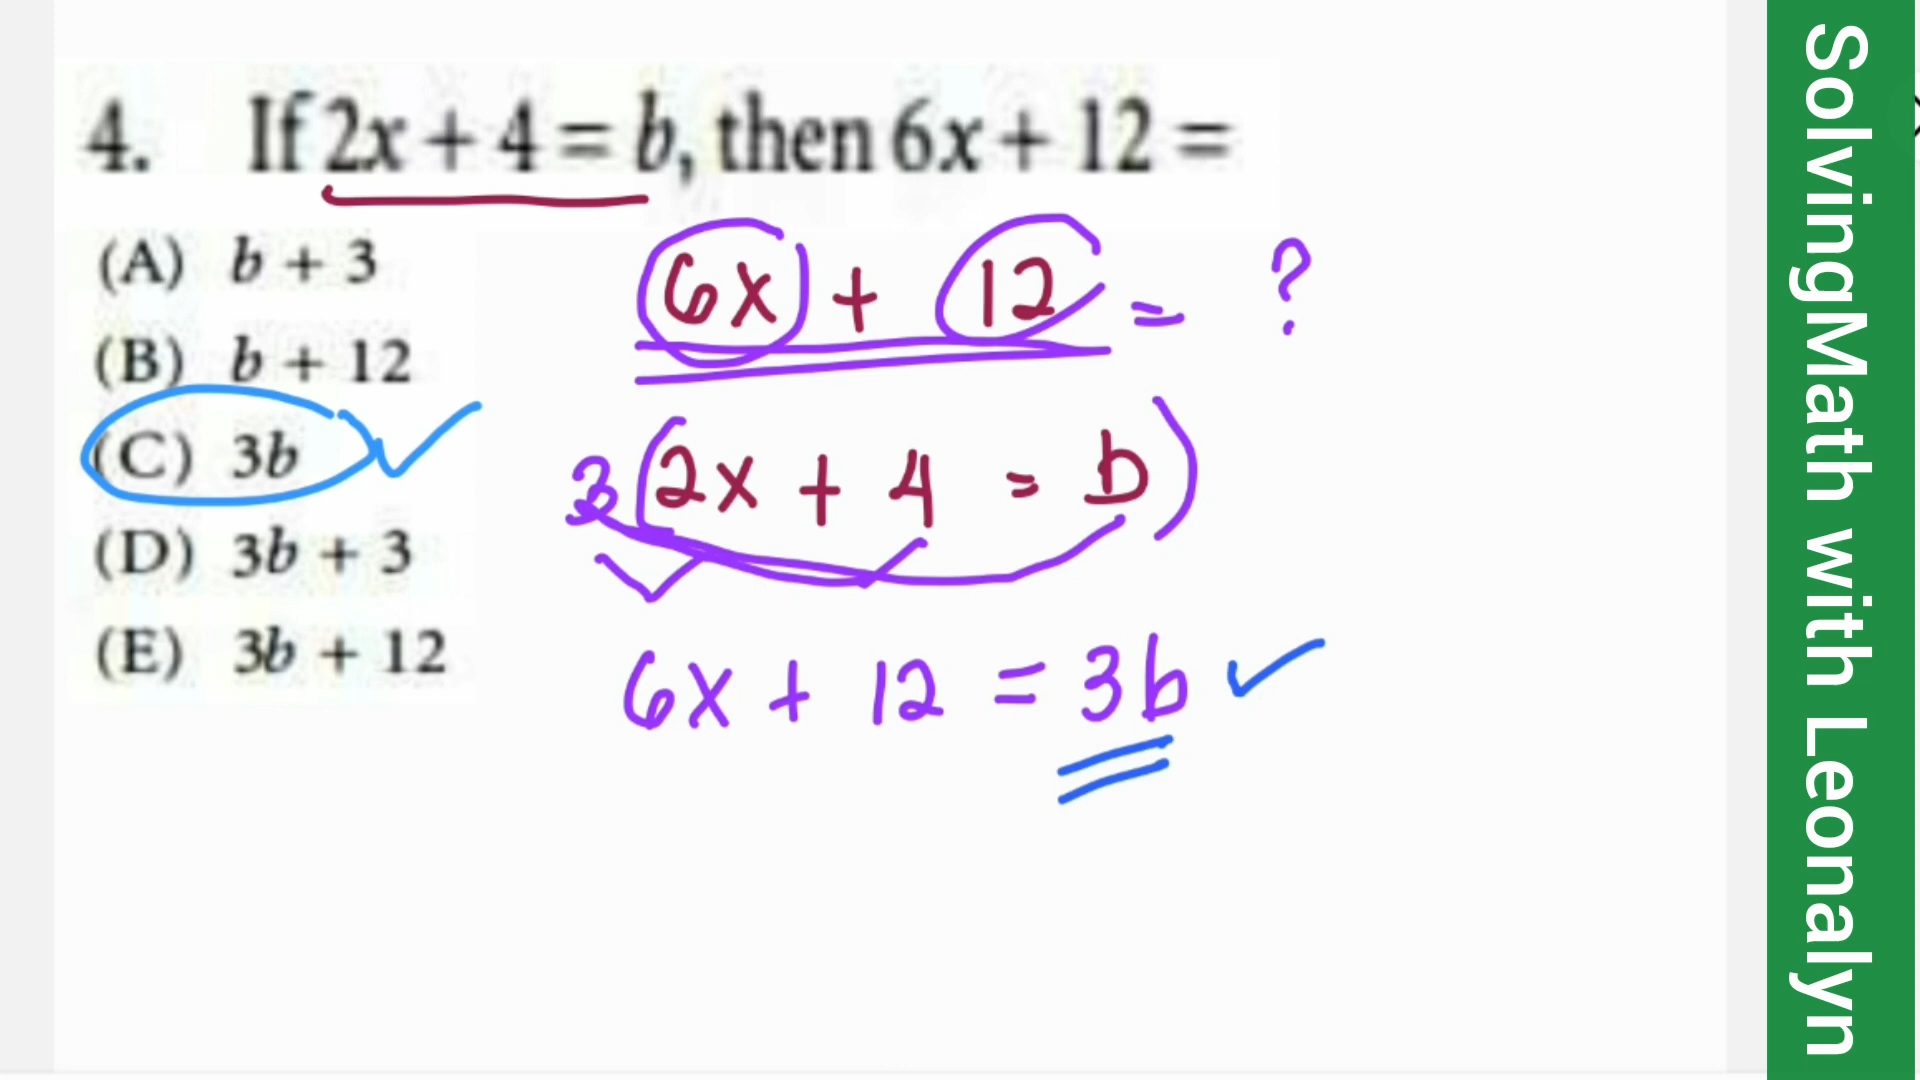 4. If 2x + 4 = b, then 6x + 12 =
(A) b + 3
(B) b + 12
(C) 3b
(D) 3b + 3
(E) 3b + 12
6x + 12 = ?
3(2x + 4 = b)
6x + 12 = 3b
SolvingMath with Leonalyn